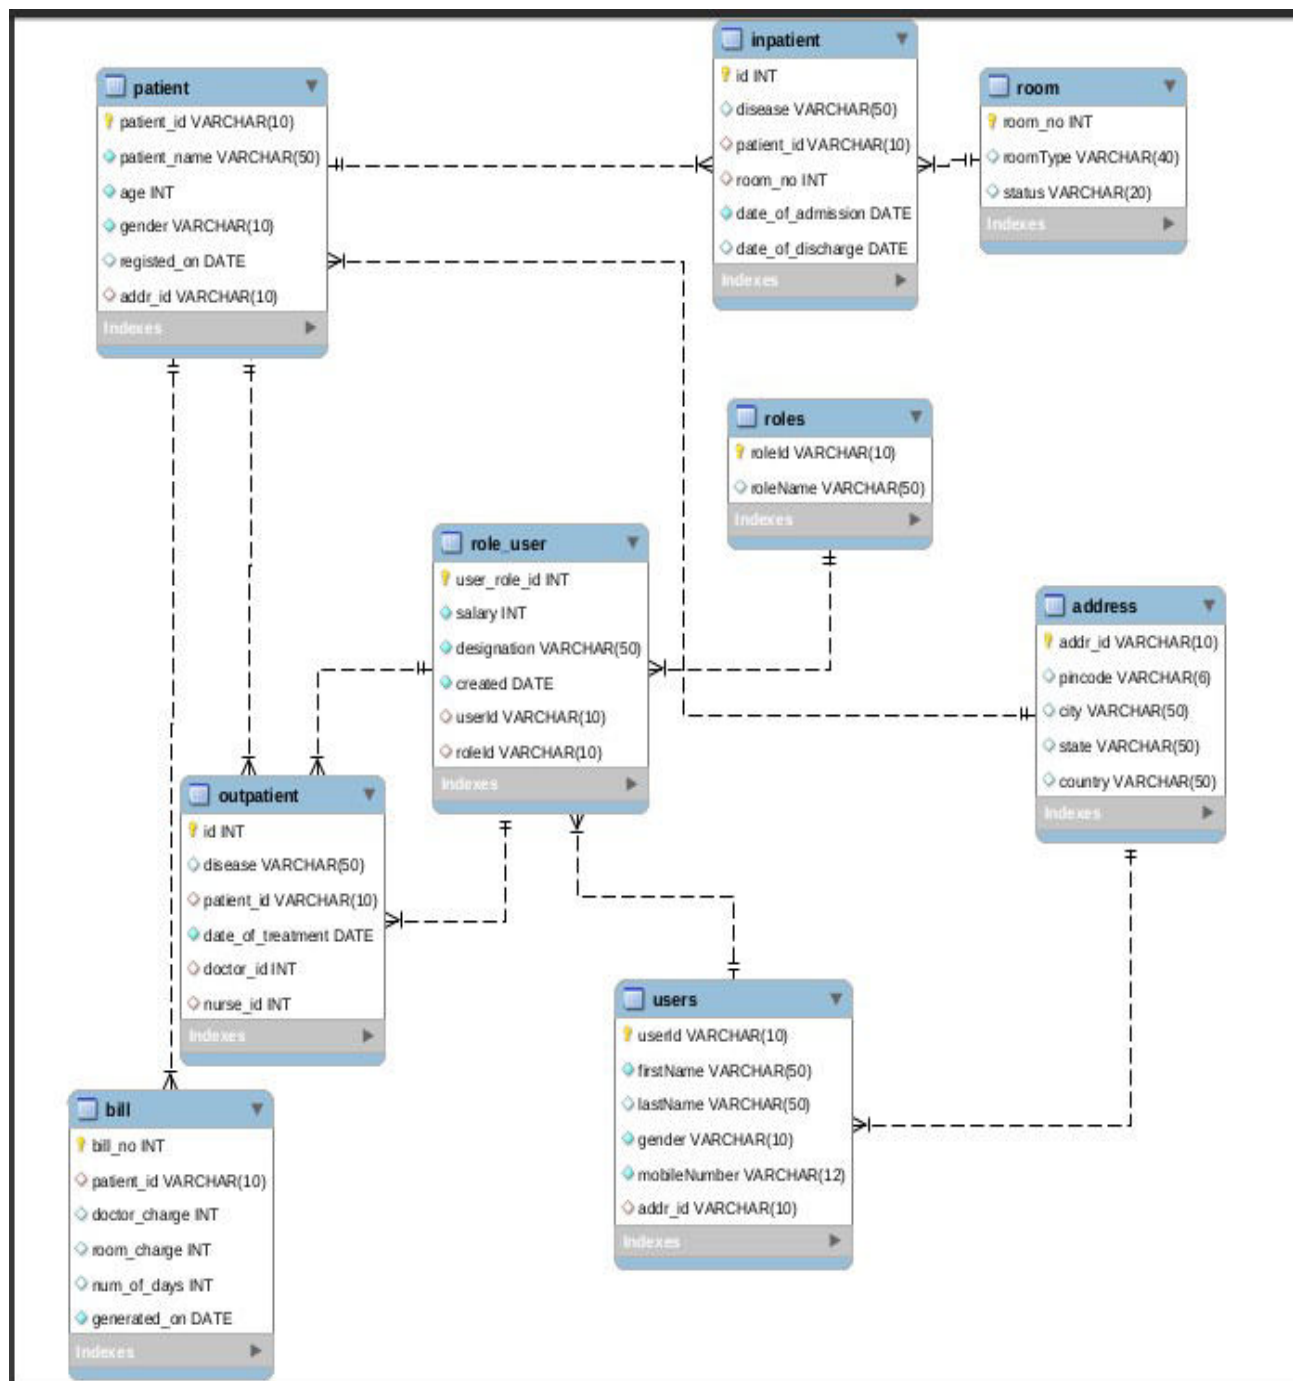 patient
patient_id VARCHAR(10)
patient_name VARCHAR(50)
age INT
gender VARCHAR(10)
registed_on DATE
addr_id VARCHAR(10)
Indexes
inpatient
id INT
disease VARCHAR(50)
patient_id VARCHAR(10)
room_no INT
date_of_admission DATE
date_of_discharge DATE
Indexes
room
room_no INT
roomType VARCHAR(40)
status VARCHAR(20)
Indexes
roles
roleId VARCHAR(10)
roleName VARCHAR(50)
Indexes
role_user
user_role_id INT
salary INT
designation VARCHAR(50)
created DATE
userId VARCHAR(10)
roleId VARCHAR(10)
Indexes
address
addr_id VARCHAR(10)
pincode VARCHAR(6)
city VARCHAR(50)
state VARCHAR(50)
country VARCHAR(50)
Indexes
outpatient
id INT
disease VARCHAR(50)
patient_id VARCHAR(10)
date_of_treatment DATE
doctor_id INT
nurse_id INT
Indexes
users
userId VARCHAR(10)
firstName VARCHAR(50)
lastName VARCHAR(50)
gender VARCHAR(10)
mobileNumber VARCHAR(12)
addr_id VARCHAR(10)
Indexes
bill
bill_no INT
patient_id VARCHAR(10)
doctor_charge INT
room_charge INT
num_of_days INT
generated_on DATE
Indexes